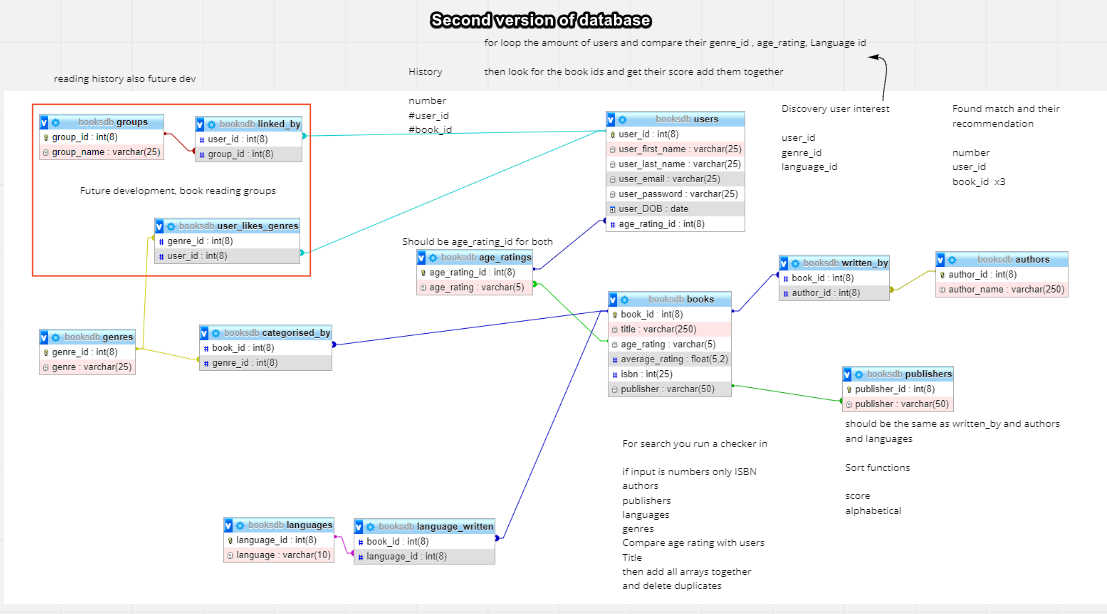 Second version of database
for loop the amount of users and compare their genre_id , age_rating, Language id
then look for the book ids and get their score add them together
reading history also future dev
History
number
#user_id
#book_id
Discovery user interest
user_id
genre_id
language_id
Found match and their
recommendation
number
user_id
book_id x3
booksdb groups
group_id : int(8)
group_name : varchar(25)
booksdb linked_by
user_id : int(8)
group_id : int(8)
Future development, book reading groups
booksdb user_likes_genres
genre_id : int(8)
user_id : int(8)
booksdb users
user_id : int(8)
user_first_name : varchar(25)
user_last_name : varchar(25)
user_email : varchar(25)
user_password : varchar(25)
user_DOB : date
age_rating_id : int(8)
Should be age_rating_id for both
booksdb age_ratings
age_rating_id : int(8)
age_rating : varchar(5)
booksdb written_by
book_id : int(8)
author_id : int(8)
booksdb authors
author_id : int(8)
author_name : varchar(250)
booksdb genres
genre_id : int(8)
genre : varchar(25)
booksdb categorised_by
book_id : int(8)
genre_id : int(8)
booksdb books
book_id : int(8)
title : varchar(250)
age_rating : varchar(5)
average_rating : float(5,2)
isbn : int(25)
publisher : varchar(50)
booksdb publishers
publisher_id : int(8)
publisher : varchar(50)
should be the same as written_by and authors
and languages
Sort functions
score
alphabetical
For search you run a checker in
if input is numbers only ISBN
authors
publishers
languages
genres
Compare age rating with users
Title
then add all arrays together
and delete duplicates
booksdb languages
language_id : int(8)
language : varchar(10)
booksdb language_written
book_id : int(8)
language_id : int(8)